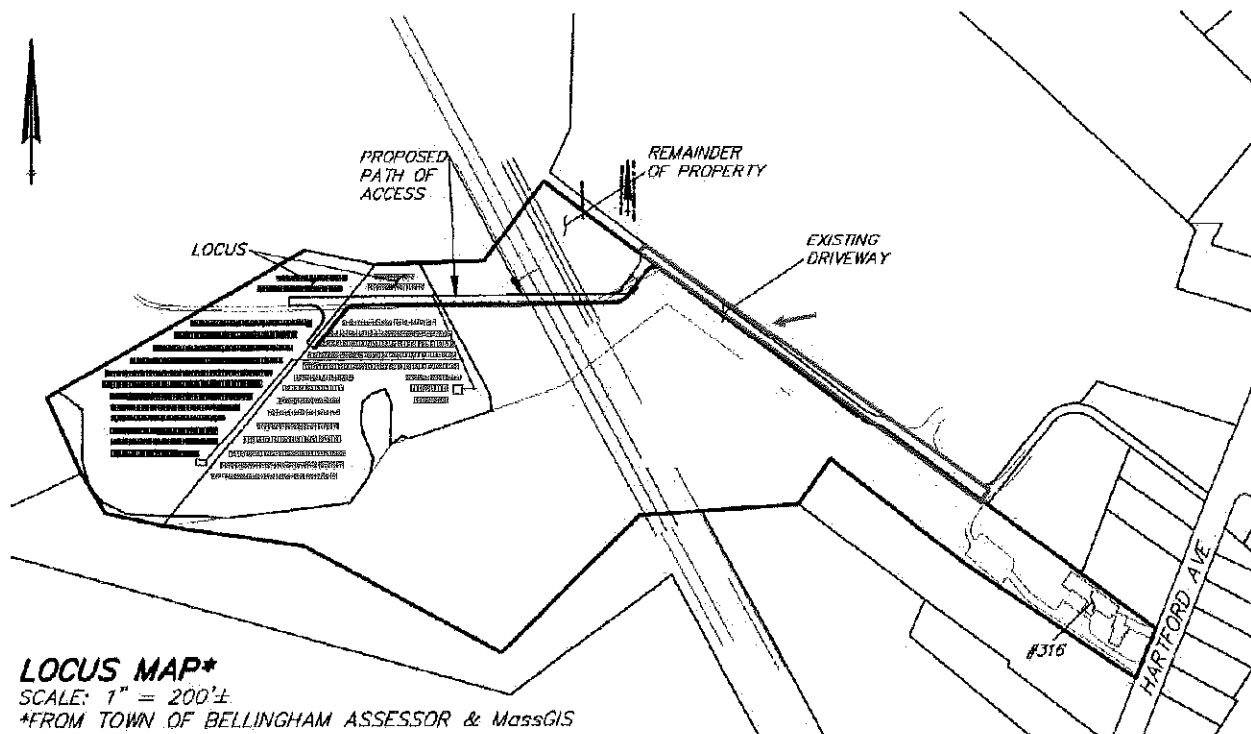 PROPOSED
PATH OF
ACCESS
REMAINDER
OF PROPERTY
LOCUS
EXISTING
DRIVEWAY
HARTFORD AVE
#316
LOCUS MAP*
SCALE: 1" = 200'±
*FROM TOWN OF BELLINGHAM ASSESSOR & MassGIS